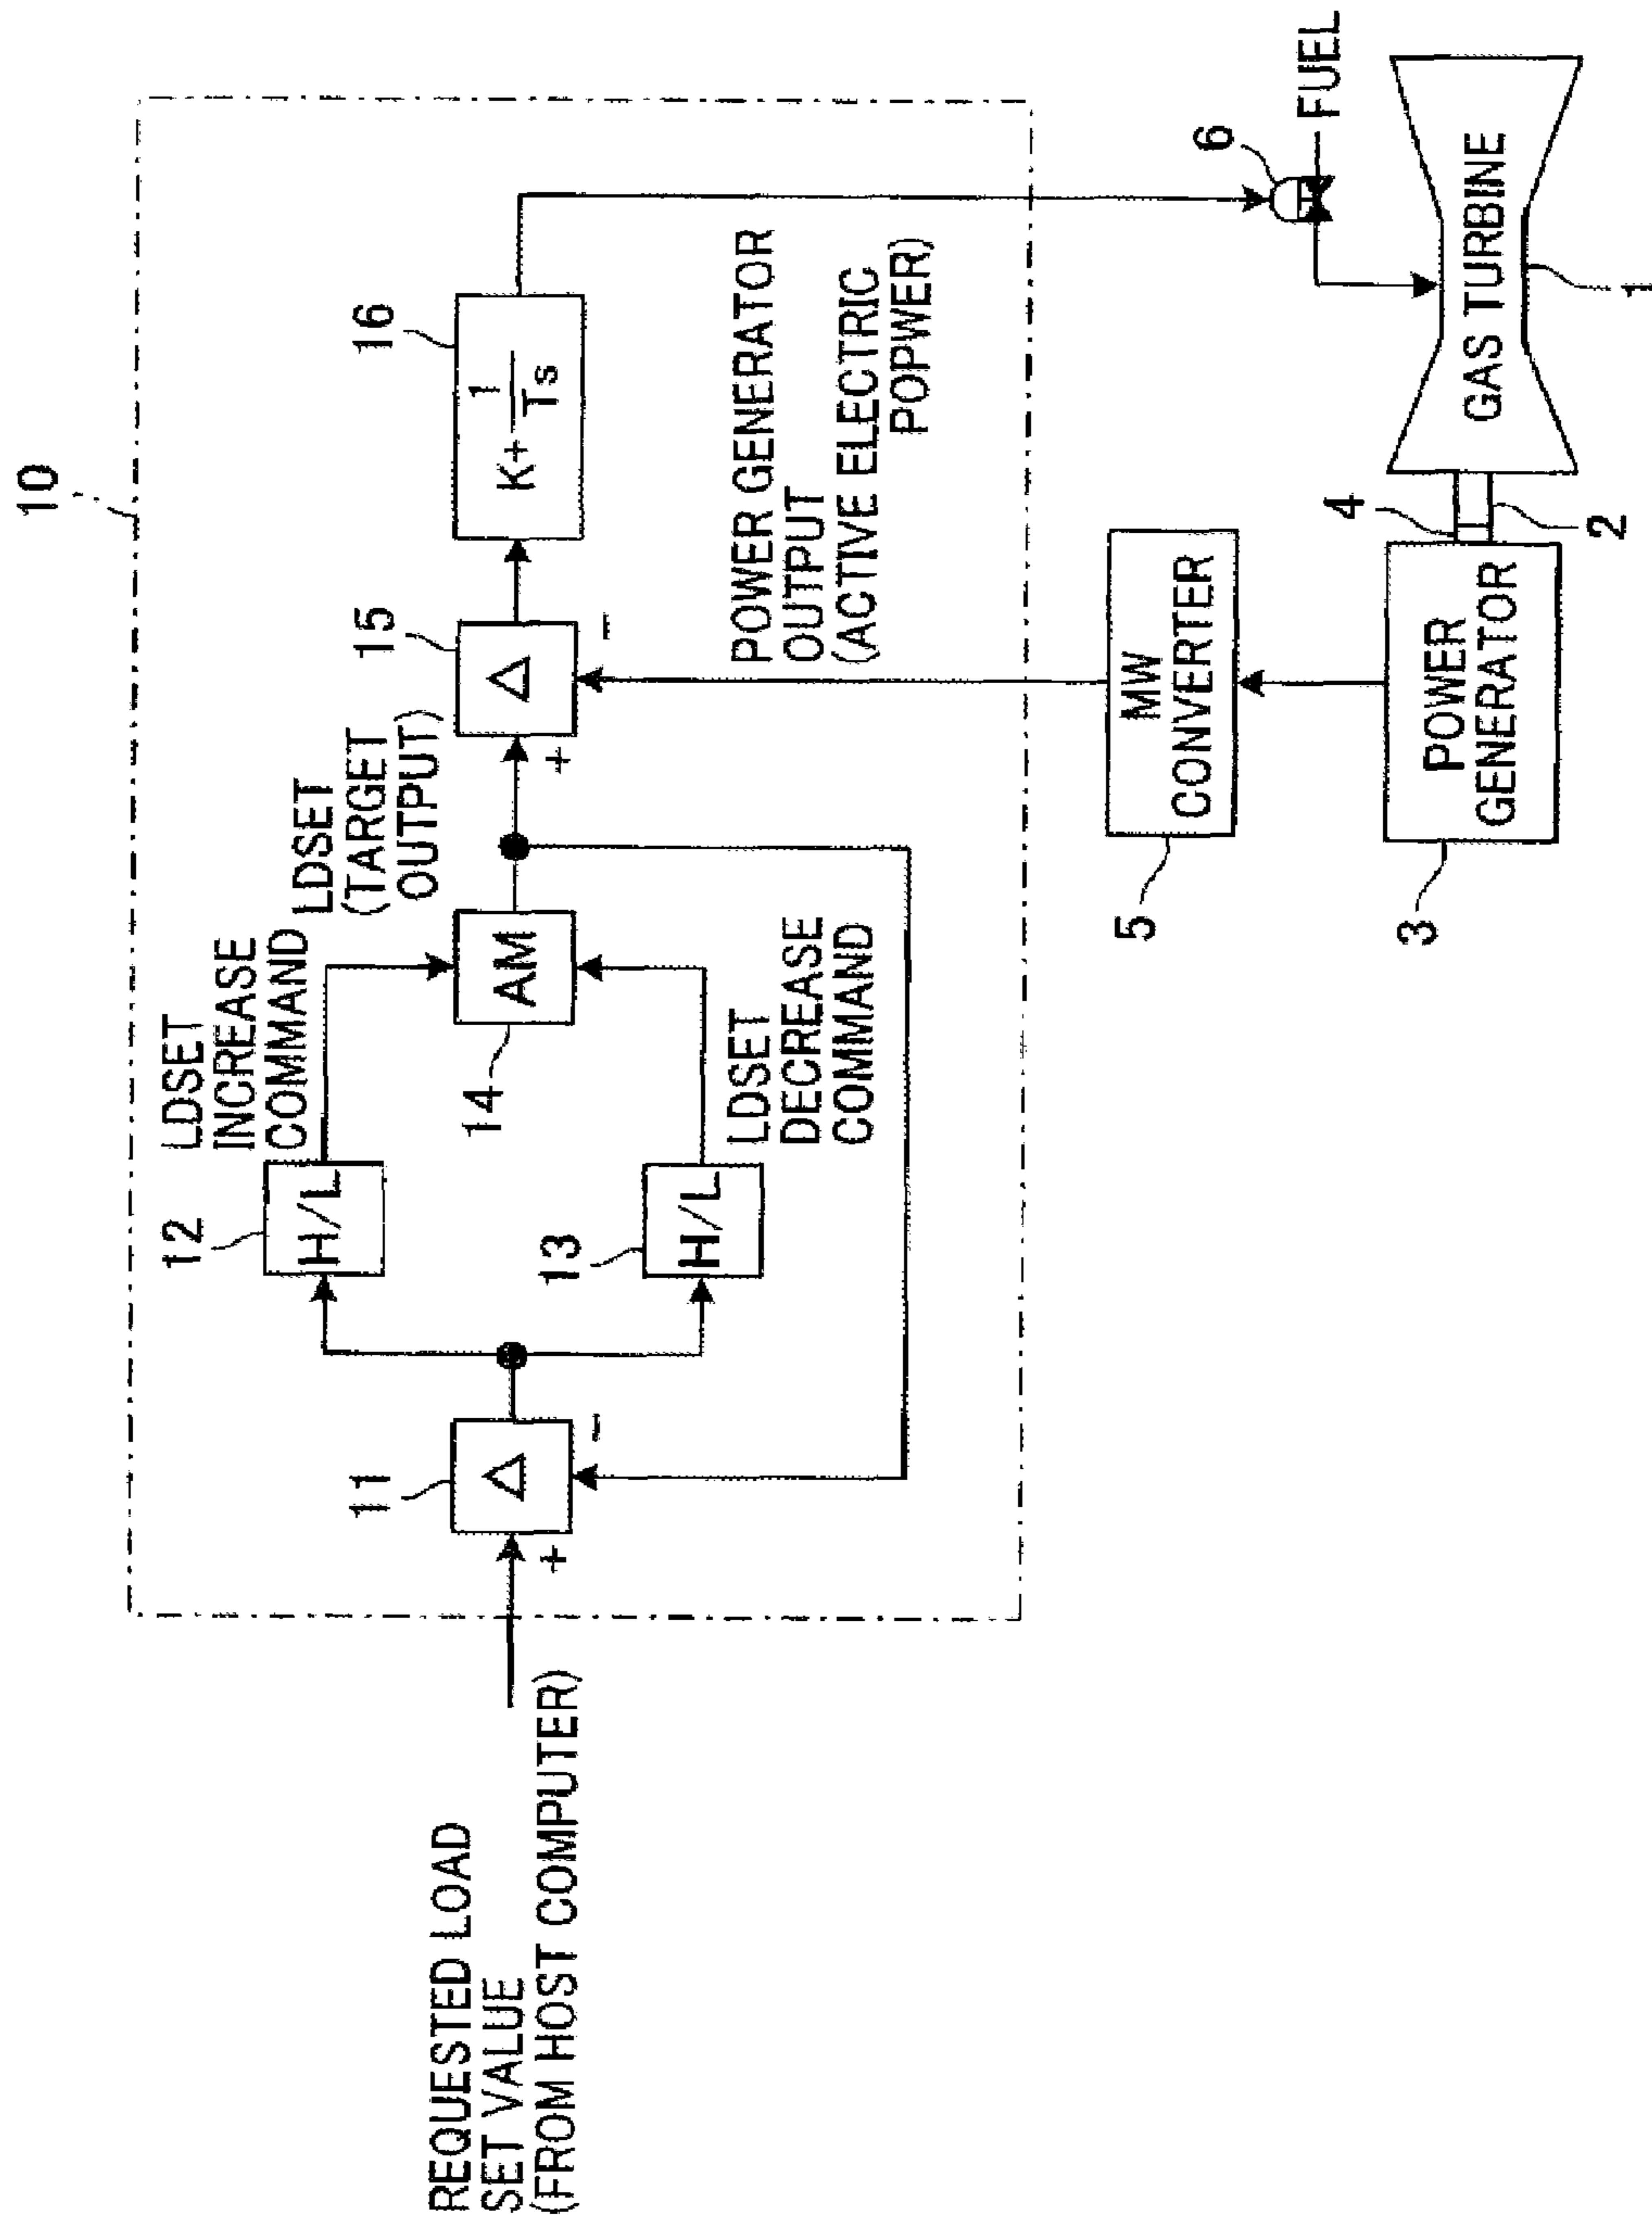 10
LDSET
INCREASE
COMMAND
12
H/L
LDSET
(TARGET
OUTPUT)
11
Δ
+
−
14
AM
15
Δ
+
−
16
K+ 1/Ts
13
H/L
LDSET
DECREASE
COMMAND
POWER GENERATOR
OUTPUT
(ACTIVE ELECTRIC
POPWER)
REQUESTED LOAD
SET VALUE
(FROM HOST COMPUTER)
5
MW
CONVERTER
6
FUEL
3
POWER
GENERATOR
4
2
GAS TURBINE
1